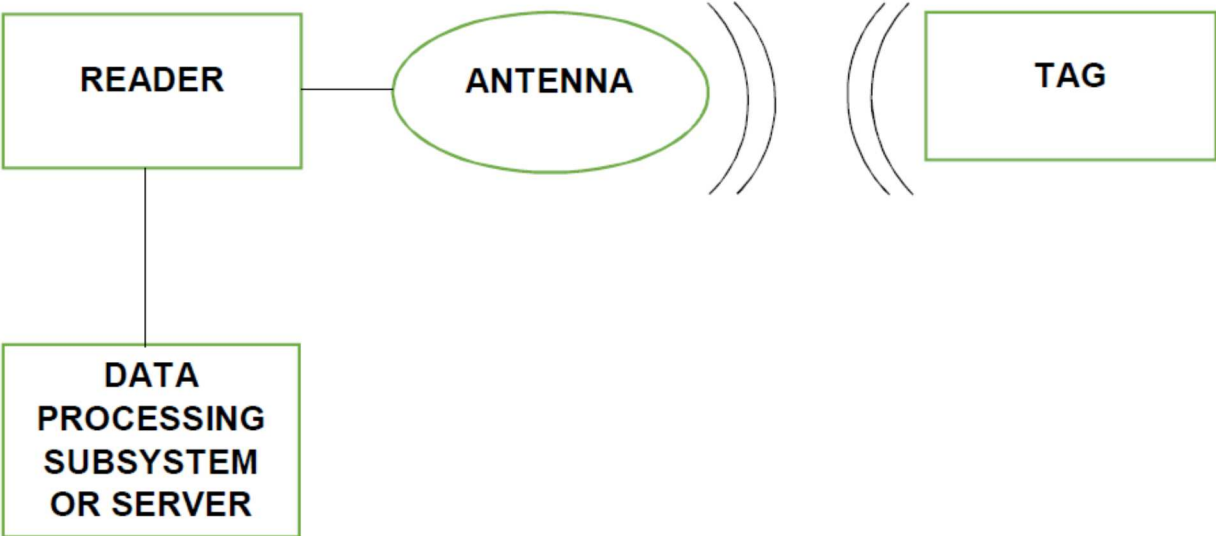 READER
ANTENNA
TAG
DATA
PROCESSING
SUBSYSTEM
OR SERVER